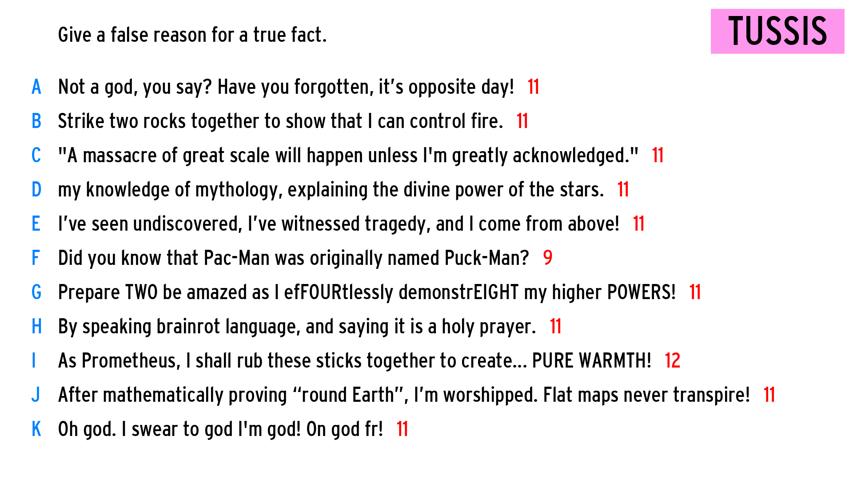 Give a false reason for a true fact.
TUSSIS
A Not a god, you say? Have you forgotten, it’s opposite day! 11
B Strike two rocks together to show that I can control fire. 11
C "A massacre of great scale will happen unless I'm greatly acknowledged." 11
D my knowledge of mythology, explaining the divine power of the stars. 11
E I’ve seen undiscovered, I’ve witnessed tragedy, and I come from above! 11
F Did you know that Pac-Man was originally named Puck-Man? 9
G Prepare TWO be amazed as I efFOURtlessly demonstrEIGHT my higher POWERS! 11
H By speaking brainrot language, and saying it is a holy prayer. 11
I As Prometheus, I shall rub these sticks together to create... PURE WARMTH! 12
J After mathematically proving “round Earth”, I’m worshipped. Flat maps never transpire! 11
K Oh god. I swear to god I'm god! On god fr! 11